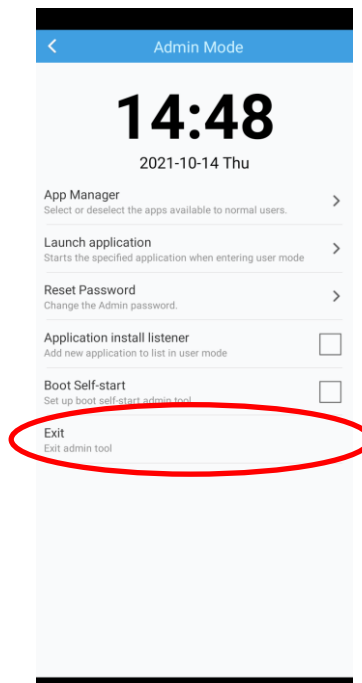 Admin Mode
14:48
2021-10-14 Thu
App Manager
Select or deselect the apps available to normal users.
Launch application
Starts the specified application when entering user mode
Reset Password
Change the Admin password.
Application install listener
Add new application to list in user mode
Boot Self-start
Set up boot self-start admin tool
Exit
Exit admin tool